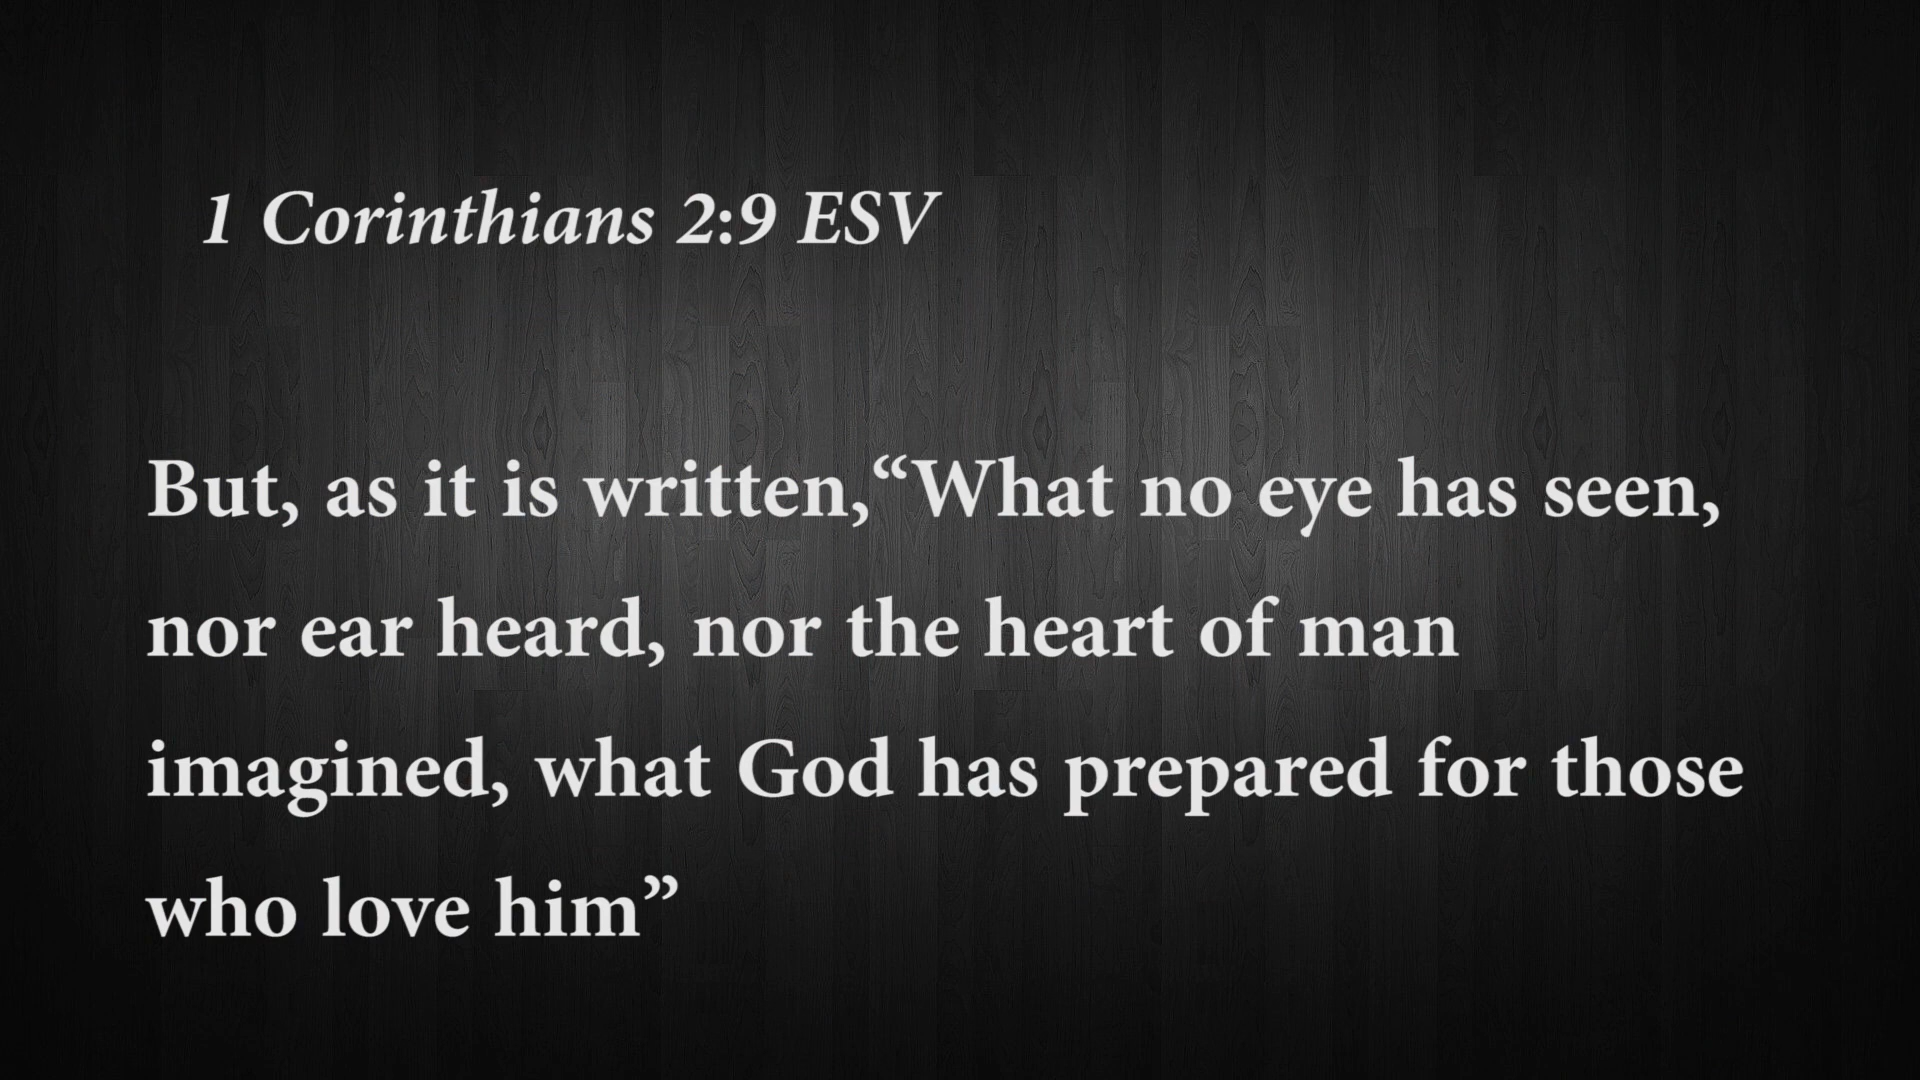 1 Corinthians 2:9 ESV
But, as it is written,“What no eye has seen,
nor ear heard, nor the heart of man
imagined, what God has prepared for those
who love him”